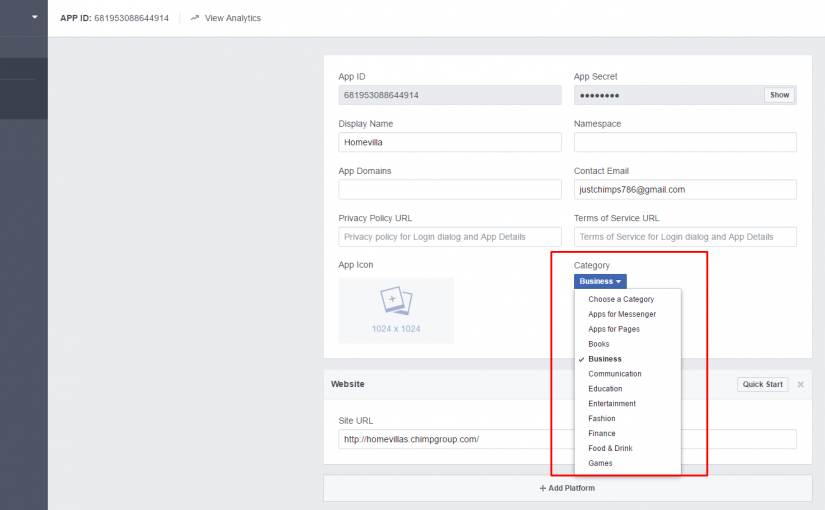 APP ID: 681953088644914 View Analytics
App ID
681953088644914
App Secret
●●●●●●●● Show
Display Name
Homevilla
Namespace
App Domains
Contact Email
justchimps786@gmail.com
Privacy Policy URL
Privacy policy for Login dialog and App Details
Terms of Service URL
Terms of Service for Login dialog and App Details
App Icon
1024 x 1024
Category
Business
Choose a Category
Apps for Messenger
Apps for Pages
Books
Business
Communication
Education
Entertainment
Fashion
Finance
Food & Drink
Games
Website
Quick Start
Site URL
http://homevillas.chimpgroup.com/
+ Add Platform